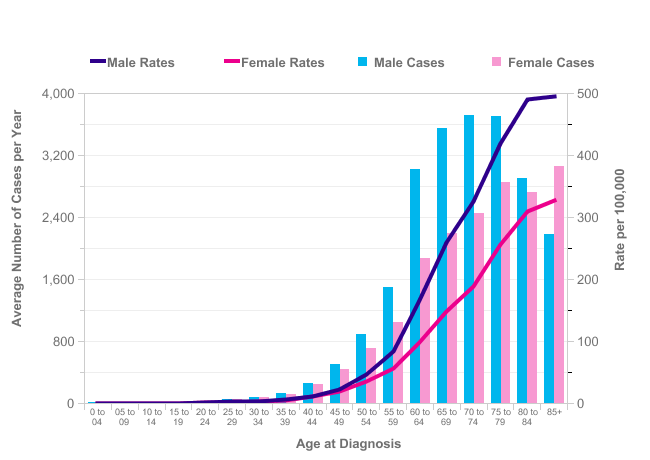 Male Rates Female Rates Male Cases Female Cases
4,000 500
3,200 400
2,400 300
1,600 200
800 100
0 0
Average Number of Cases per Year
Rate per 100,000
0 to 05 to 10 to 15 to 20 to 25 to 30 to 35 to 40 to 45 to 50 to 55 to 60 to 65 to 70 to 75 to 80 to 85+
04 09 14 19 24 29 34 39 44 49 54 59 64 69 74 79 84
Age at Diagnosis